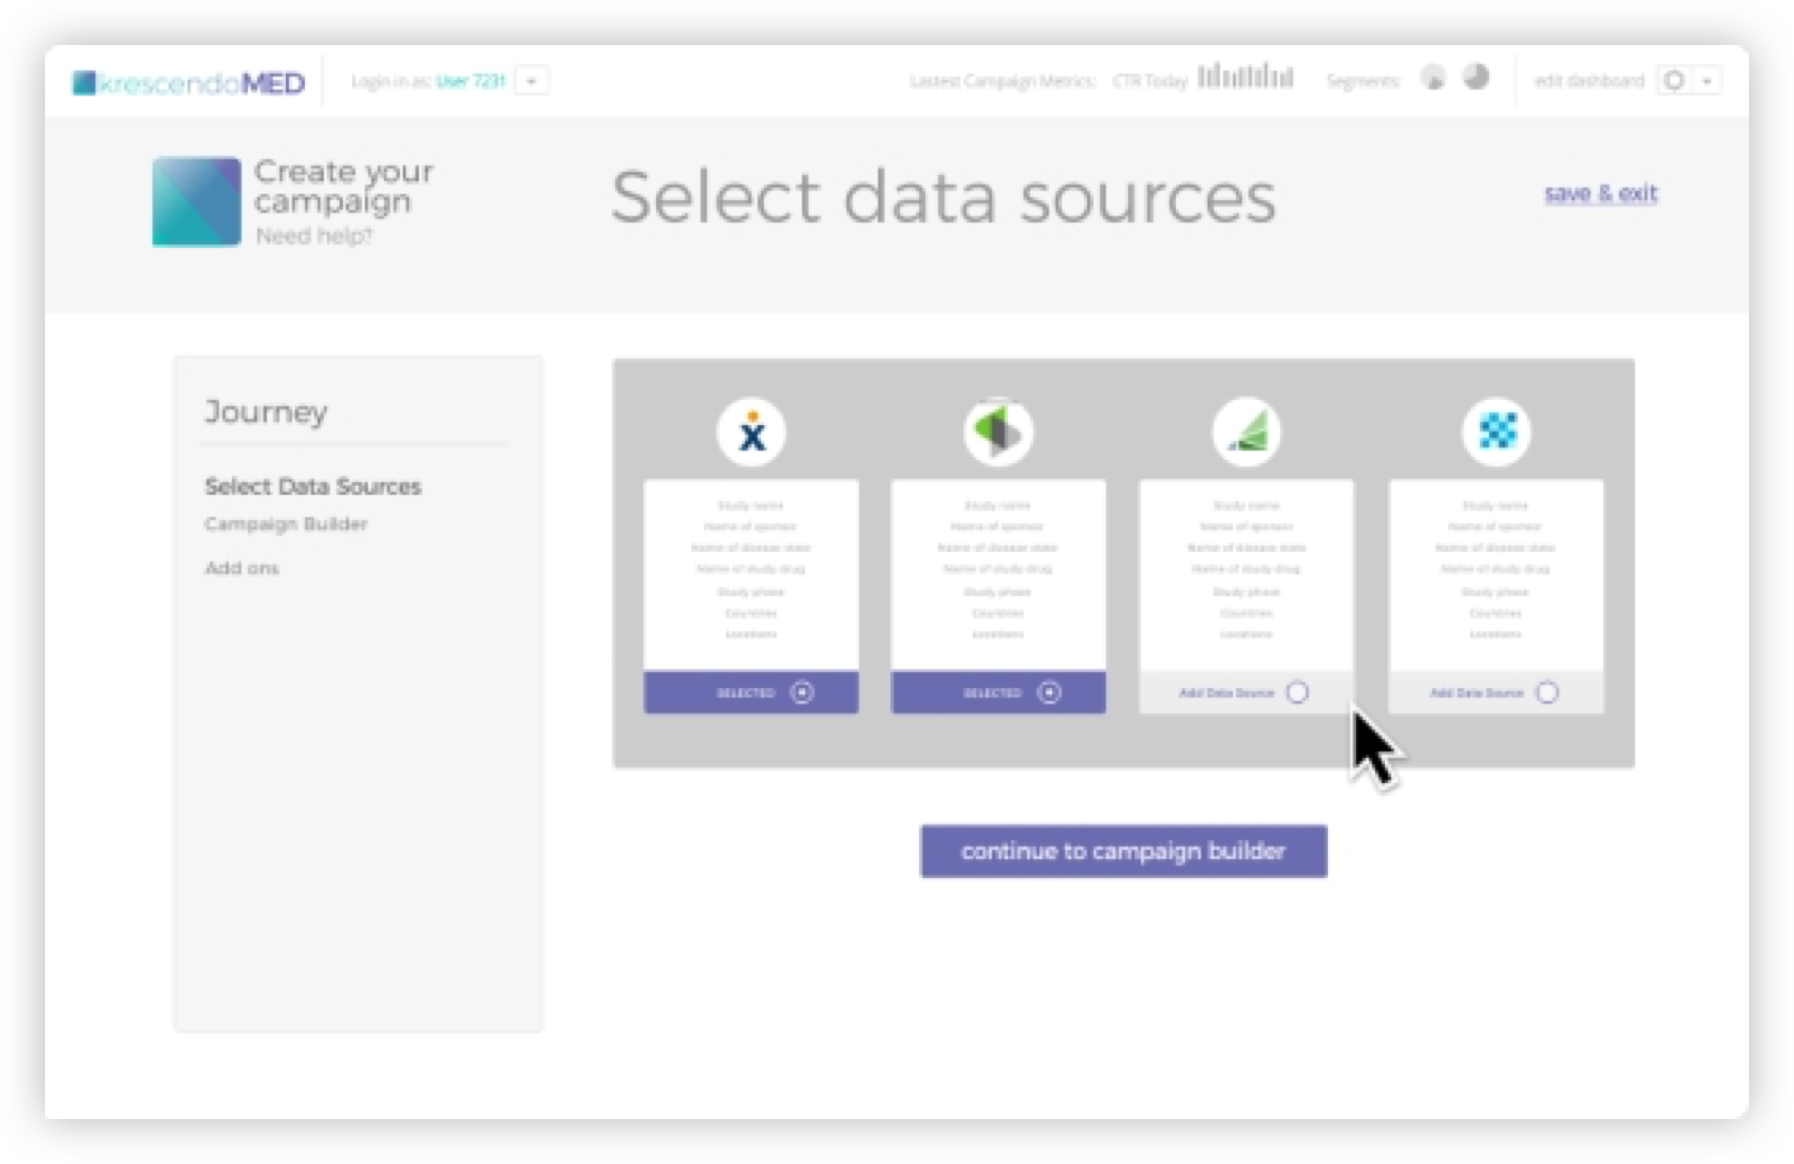 krescendoMED
Login in as: User 7231
Lastest Campaign Metrics: CTR Today
Segments:
edit dashboard
Create your
campaign
Need help?
Select data sources
save & exit
Journey
Select Data Sources
Campaign Builder
Add ons
Study name
Name of sponsor
Name of disease state
Name of study drug
Study phase
Countries
Locations
SELECTED
Study name
Name of sponsor
Name of disease state
Name of study drug
Study phase
Countries
Locations
SELECTED
Study name
Name of sponsor
Name of disease state
Name of study drug
Study phase
Countries
Locations
Add Data Source
Study name
Name of sponsor
Name of disease state
Name of study drug
Study phase
Countries
Locations
Add Data Source
continue to campaign builder